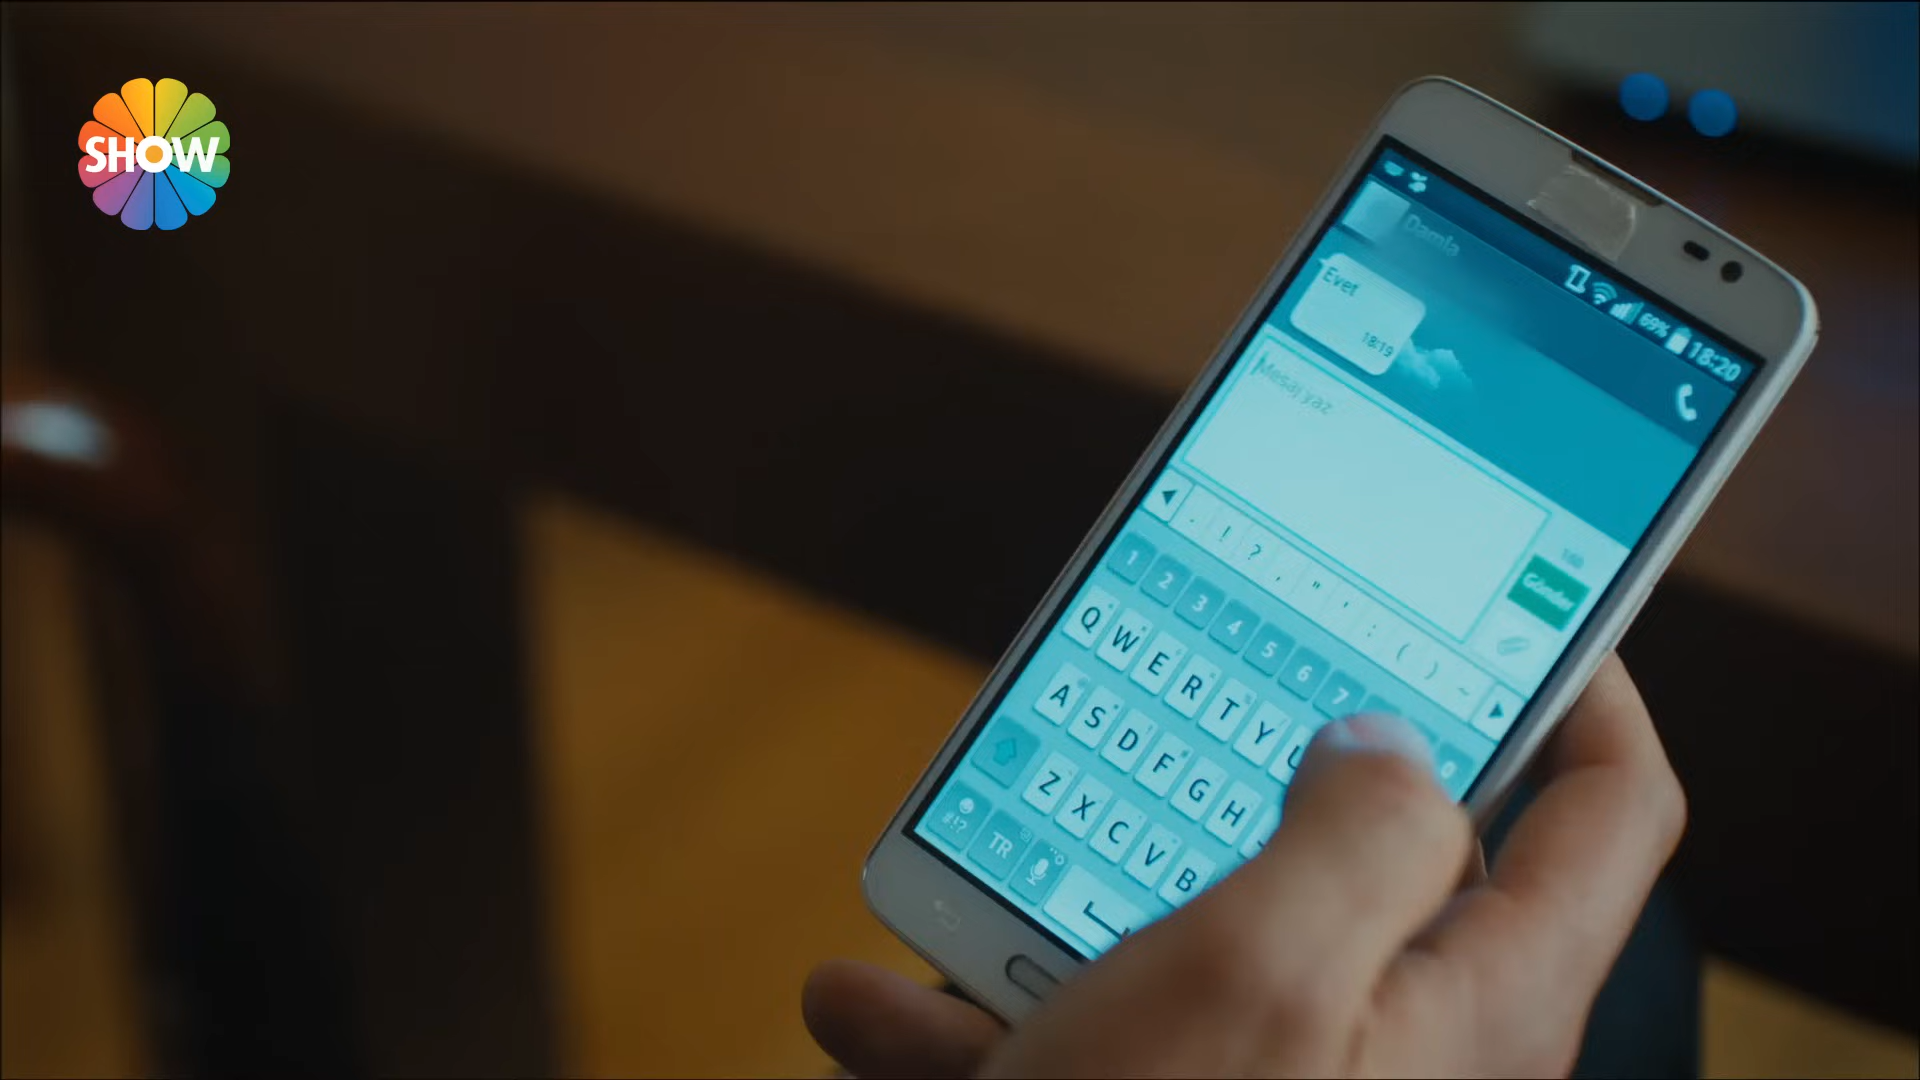 SHOW
69% 18:20
Damla
Evet
18:19
Mesaj yaz
Gönder
. ! ? , " ' : ( ) ~
1 2 3 4 5 6 7 0
Q W E R T Y U
A S D F G H
Z X C V B
#!? TR